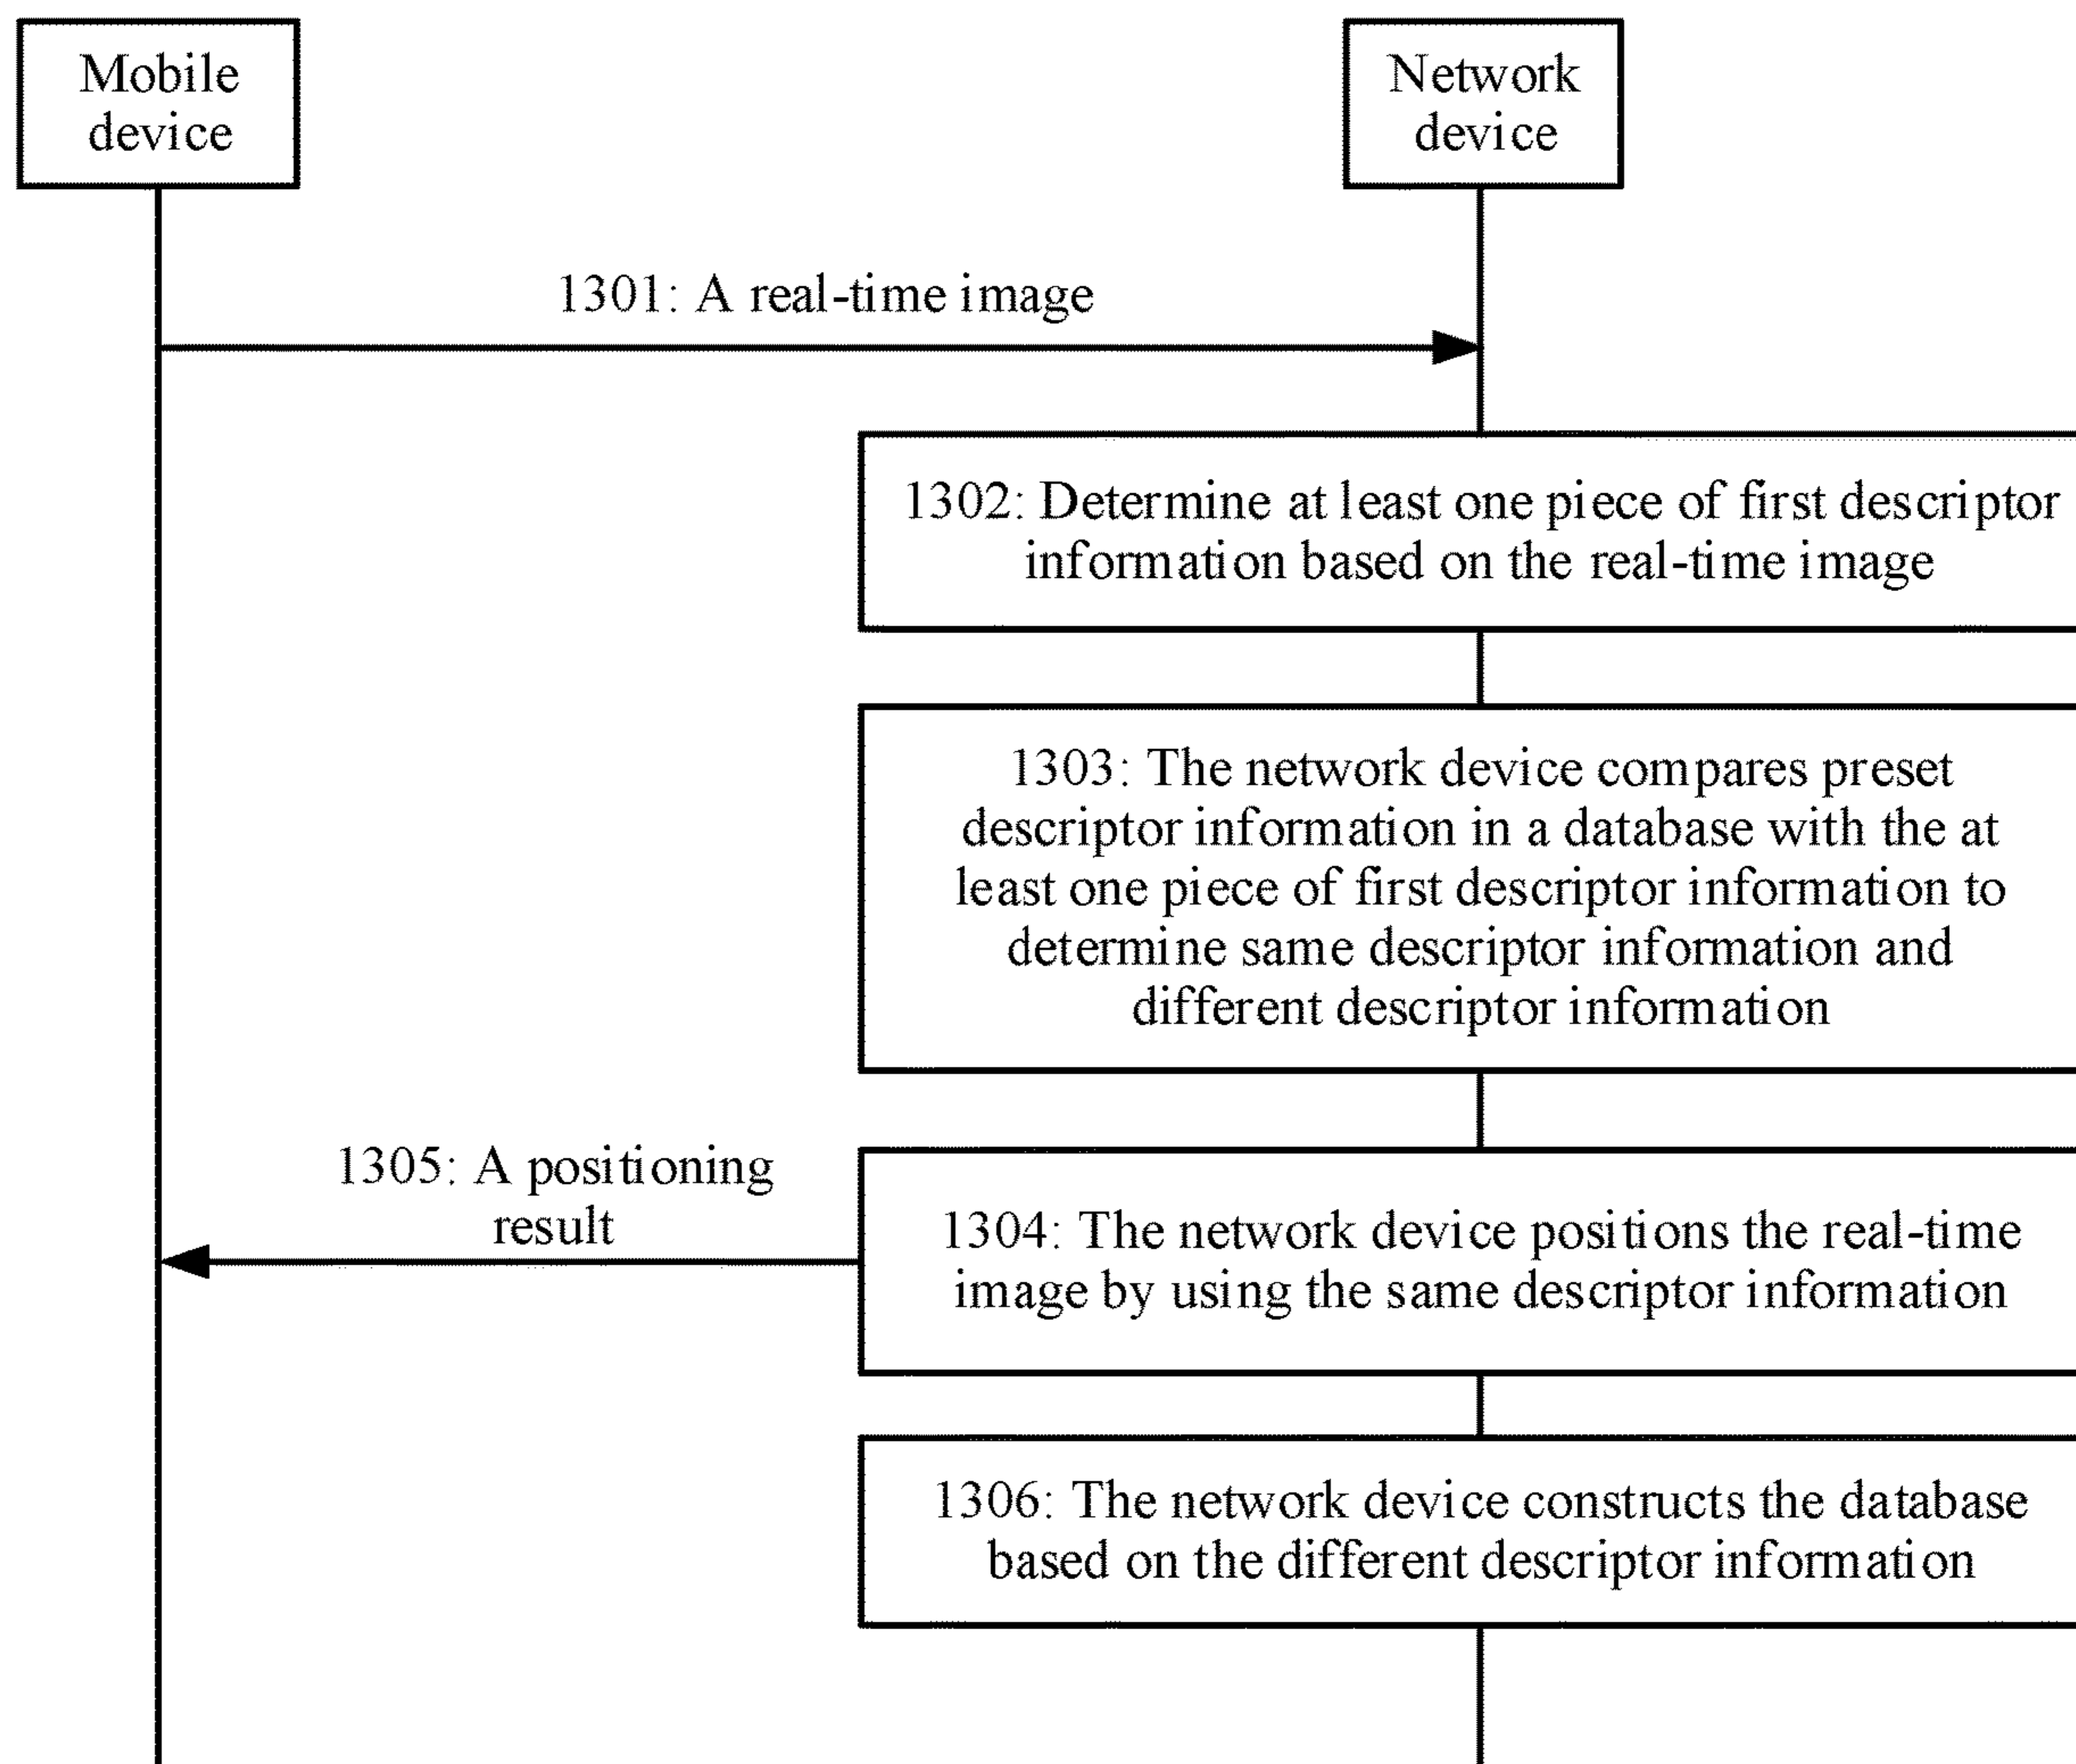 Mobile
device
Network
device
1301: A real-time image
1302: Determine at least one piece of first descriptor
information based on the real-time image
1303: The network device compares preset
descriptor information in a database with the at
least one piece of first descriptor information to
determine same descriptor information and
different descriptor information
1305: A positioning
result
1304: The network device positions the real-time
image by using the same descriptor information
1306: The network device constructs the database
based on the different descriptor information